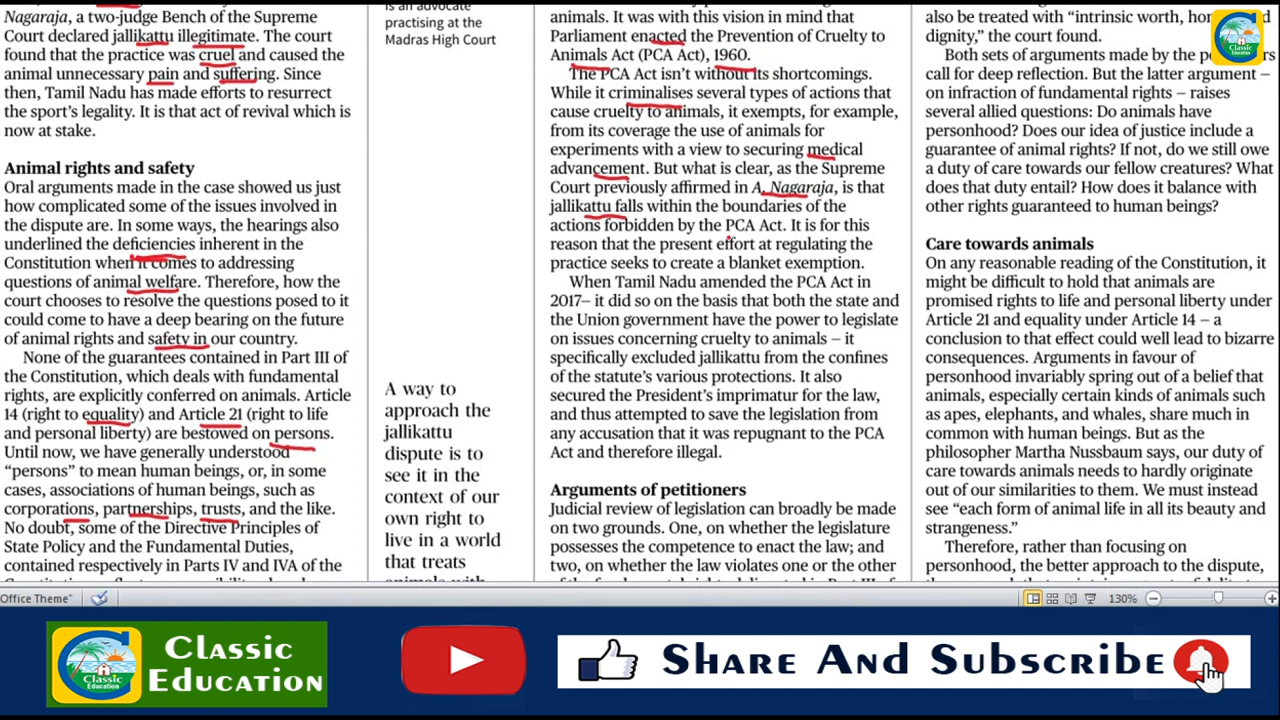 Nagaraja, a two-judge Bench of the Supreme
Court declared jallikattu illegitimate. The court
found that the practice was cruel and caused the
animal unnecessary pain and suffering. Since
then, Tamil Nadu has made efforts to resurrect
the sport's legality. It is that act of revival which is
now at stake.
Animal rights and safety
Oral arguments made in the case showed us just
how complicated some of the issues involved in
the dispute are. In some ways, the hearings also
underlined the deficiencies inherent in the
Constitution when it comes to addressing
questions of animal welfare. Therefore, how the
court chooses to resolve the questions posed to it
could come to have a deep bearing on the future
of animal rights and safety in our country.
None of the guarantees contained in Part III of
the Constitution, which deals with fundamental
rights, are explicitly conferred on animals. Article
14 (right to equality) and Article 21 (right to life
and personal liberty) are bestowed on persons.
Until now, we have generally understood
“persons” to mean human beings, or, in some
cases, associations of human beings, such as
corporations, partnerships, trusts, and the like.
No doubt, some of the Directive Principles of
State Policy and the Fundamental Duties,
contained respectively in Parts IV and IVA of the
is an advocate
practising at the
Madras High Court
A way to
approach the
jallikattu
dispute is to
see it in the
context of our
own right to
live in a world
that treats
animals with
animals. It was with this vision in mind that
Parliament enacted the Prevention of Cruelty to
Animals Act (PCA Act), 1960.
The PCA Act isn't without its shortcomings.
While it criminalises several types of actions that
cause cruelty to animals, it exempts, for example,
from its coverage the use of animals for
experiments with a view to securing medical
advancement. But what is clear, as the Supreme
Court previously affirmed in A. Nagaraja, is that
jallikattu falls within the boundaries of the
actions forbidden by the PCA Act. It is for this
reason that the present effort at regulating the
practice seeks to create a blanket exemption.
When Tamil Nadu amended the PCA Act in
2017— it did so on the basis that both the state and
the Union government have the power to legislate
on issues concerning cruelty to animals — it
specifically excluded jallikattu from the confines
of the statute's various protections. It also
secured the President's imprimatur for the law,
and thus attempted to save the legislation from
any accusation that it was repugnant to the PCA
Act and therefore illegal.
Arguments of petitioners
Judicial review of legislation can broadly be made
on two grounds. One, on whether the legislature
possesses the competence to enact the law; and
two, on whether the law violates one or the other
also be treated with “intrinsic worth,
dignity,” the court found.
Both sets of arguments made by the
call for deep reflection. But the latter argument –
on infraction of fundamental rights – raises
several allied questions: Do animals have
personhood? Does our idea of justice include a
guarantee of animal rights? If not, do we still owe
a duty of care towards our fellow creatures? What
does that duty entail? How does it balance with
other rights guaranteed to human beings?
Care towards animals
On any reasonable reading of the Constitution, it
might be difficult to hold that animals are
promised rights to life and personal liberty under
Article 21 and equality under Article 14 – a
conclusion to that effect could well lead to bizarre
consequences. Arguments in favour of
personhood invariably spring out of a belief that
animals, especially certain kinds of animals such
as apes, elephants, and whales, share much in
common with human beings. But as the
philosopher Martha Nussbaum says, our duty of
care towards animals needs to hardly originate
out of our similarities to them. We must instead
see “each form of animal life in all its beauty and
strangeness.”
Therefore, rather than focusing on
personhood, the better approach to the dispute,
Classic
Education
Office Theme"
130%
Classic
Education
Classic
Education
Share And Subscribe